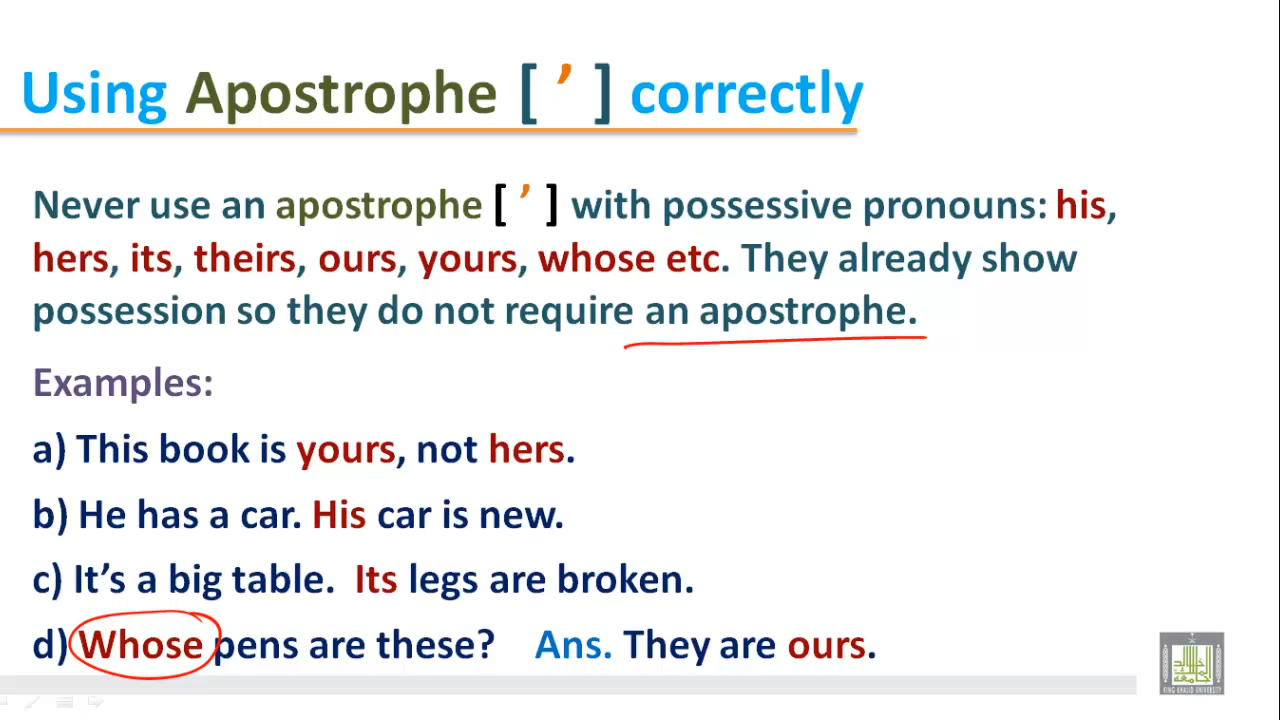 Using Apostrophe [ ’ ] correctly
Never use an apostrophe [ ’ ] with possessive pronouns: his,
hers, its, theirs, ours, yours, whose etc. They already show
possession so they do not require an apostrophe.
Examples:
a) This book is yours, not hers.
b) He has a car. His car is new.
c) It’s a big table.  Its legs are broken.
d) Whose pens are these?   Ans. They are ours.
KING KHALID UNIVERSITY